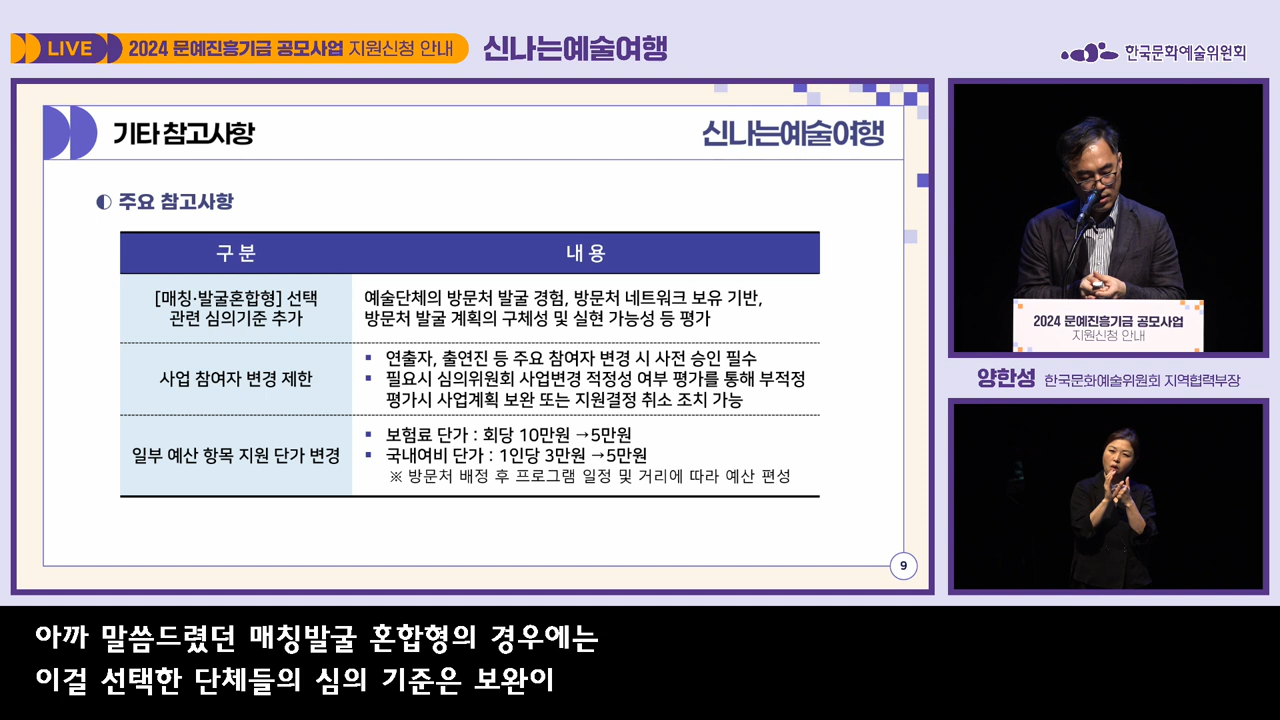 LIVE 2024 문예진흥기금 공모사업 지원신청 안내 신나는예술여행
한국문화예술위원회
기타 참고사항
신나는예술여행
주요 참고사항
구 분 내 용
[매칭·발굴혼합형] 선택
관련 심의기준 추가
예술단체의 방문처 발굴 경험, 방문처 네트워크 보유 기반,
방문처 발굴 계획의 구체성 및 실현 가능성 등 평가
사업 참여자 변경 제한
▪ 연출자, 출연진 등 주요 참여자 변경 시 사전 승인 필수
▪ 필요시 심의위원회 사업변경 적정성 여부 평가를 통해 부적정
평가시 사업계획 보완 또는 지원결정 취소 조치 가능
일부 예산 항목 지원 단가 변경
▪ 보험료 단가 : 회당 10만원 →5만원
▪ 국내여비 단가 : 1인당 3만원 →5만원
※ 방문처 배정 후 프로그램 일정 및 거리에 따라 예산 편성
9
2024 문예진흥기금 공모사업
지원신청 안내
양한성 한국문화예술위원회 지역협력부장
아까 말씀드렸던 매칭발굴 혼합형의 경우에는
이걸 선택한 단체들의 심의 기준은 보완이